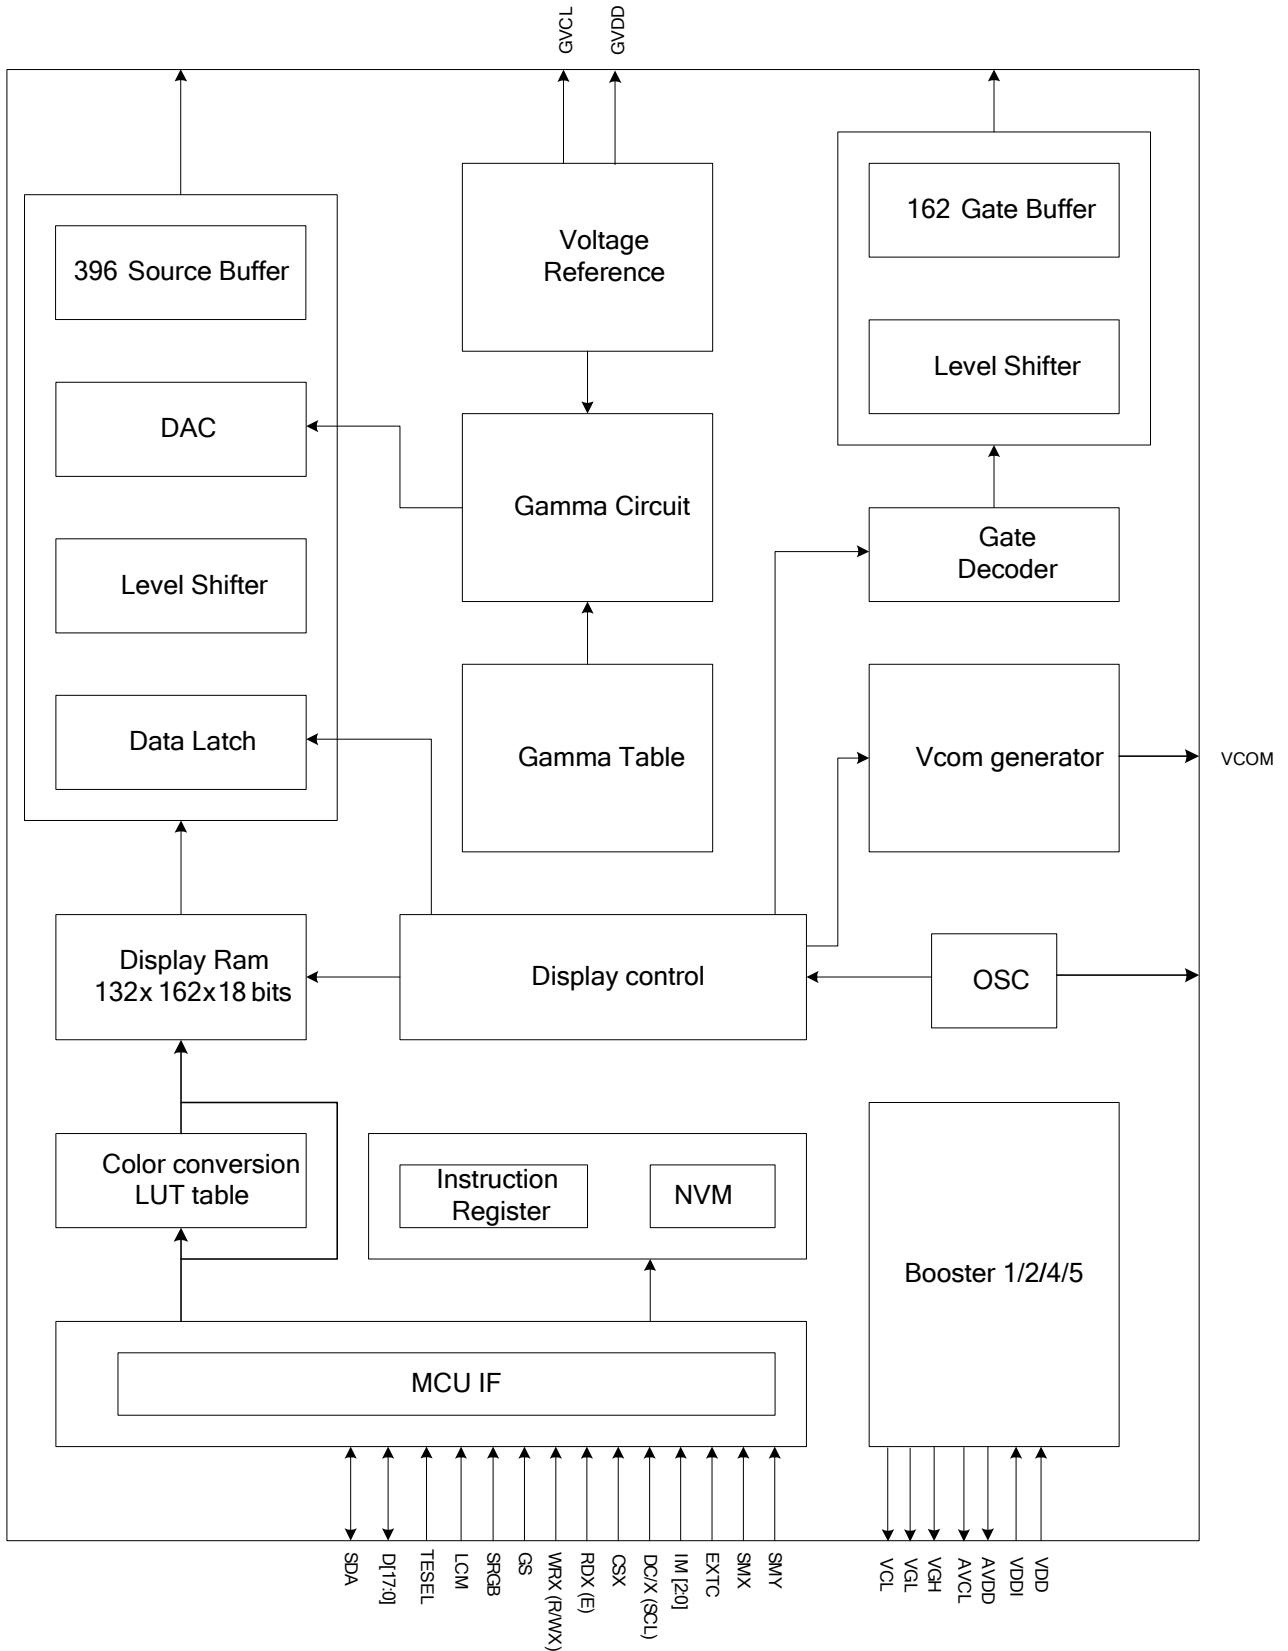 GVCL
GVDD
396 Source Buffer
DAC
Level Shifter
Data Latch
Voltage
Reference
Gamma Circuit
Gamma Table
162 Gate Buffer
Level Shifter
Gate
Decoder
Vcom generator
VCOM
Display Ram
132x 162x18 bits
Display control
OSC
Color conversion
LUT table
Instruction
Register
NVM
Booster 1/2/4/5
MCU IF
SDA
D[17:0]
TESEL
LCM
SRGB
GS
WRX (R/WX)
RDX (E)
CSX
DC/X (SCL)
IM [2:0]
EXTC
SMX
SMY
VCL
VGL
VGH
AVCL
AVDD
VDDI
VDD